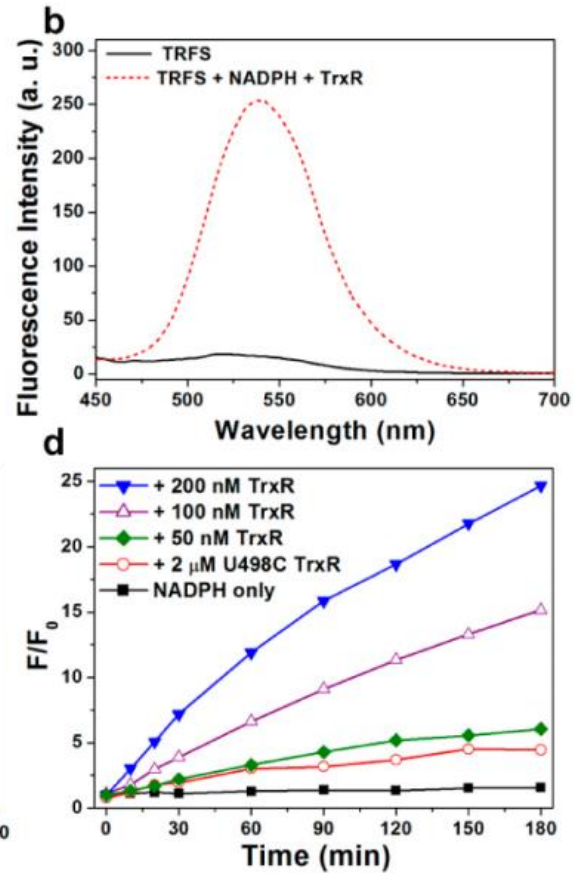 b
TRFS
TRFS + NADPH + TrxR
Fluorescence Intensity (a. u.)
300
250
200
150
100
50
0
450 500 550 600 650 700
Wavelength (nm)
d
+ 200 nM TrxR
+ 100 nM TrxR
+ 50 nM TrxR
+ 2 μM U498C TrxR
NADPH only
F/F0
25
20
15
10
5
0
0 30 60 90 120 150 180
Time (min)
0